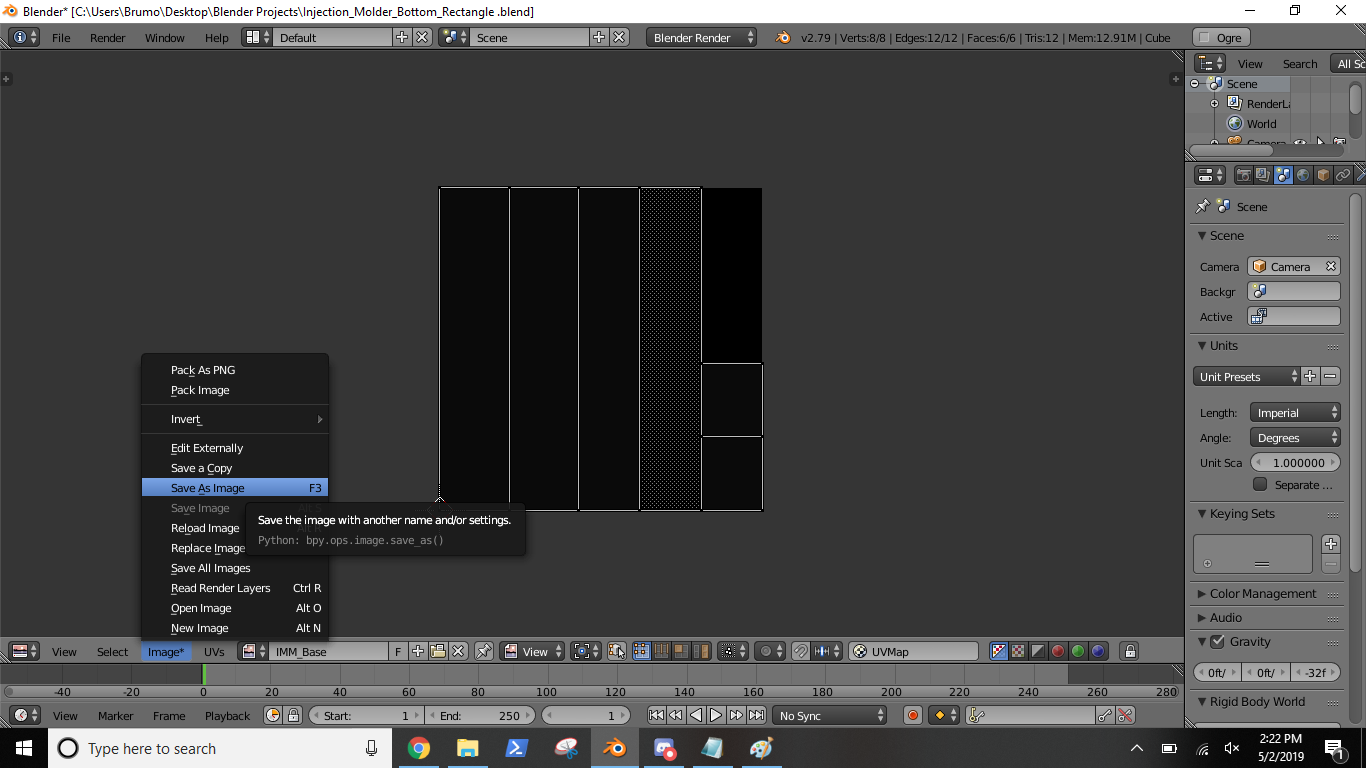 Blender* [C:\Users\Brumo\Desktop\Blender Projects\Injection_Molder_Bottom_Rectangle .blend]
File Render Window Help Default Scene Blender Render v2.79 | Verts:8/8 | Edges:12/12 | Faces:6/6 | Tris:12 | Mem:12.91M | Cube Ogre
View Search All Sc
Scene
RenderLa
World
Camera
Scene
Scene
Camera Camera
Backgr
Active
Units
Unit Presets
Length: Imperial
Angle: Degrees
Unit Sca 1.000000
Separate ...
Keying Sets
Color Management
Audio
Gravity
0ft/ 0ft/ -32f
Rigid Body World
Pack As PNG
Pack Image
Invert
Edit Externally
Save a Copy
Save As Image F3
Save Image
Reload Image
Replace Image
Save All Images
Read Render Layers Ctrl R
Open Image Alt O
New Image Alt N
Save the image with another name and/or settings.
Python: bpy.ops.image.save_as()
View Select Image* UVs IMM_Base F View UVMap
-40 -20 0 20 40 60 80 100 120 140 160 180 200 220 240 260 280
View Marker Frame Playback Start: 1 End: 250 1 No Sync
Type here to search
2:22 PM
5/2/2019
1